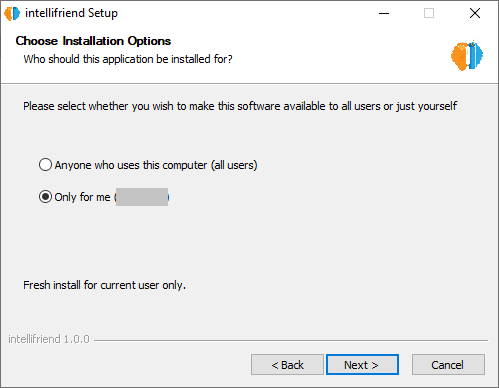 intellifriend Setup
Choose Installation Options
Who should this application be installed for?
Please select whether you wish to make this software available to all users or just yourself
Anyone who uses this computer (all users)
Only for me ( )
Fresh install for current user only.
intellifriend 1.0.0
< Back
Next >
Cancel